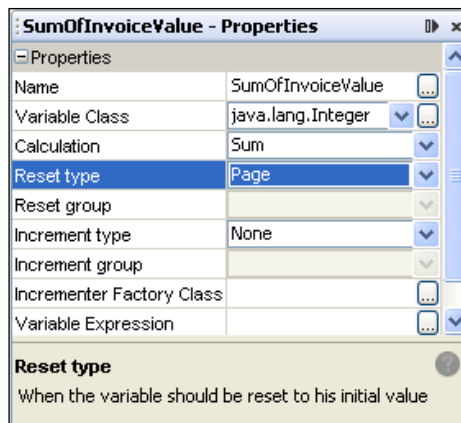 SumOfInvoiceValue - Properties
Properties
Name SumOfInvoiceValue ...
Variable Class java.lang.Integer ...
Calculation Sum
Reset type Page
Reset group
Increment type None
Increment group
Incrementer Factory Class ...
Variable Expression ...
Reset type ?
When the variable should be reset to his initial value